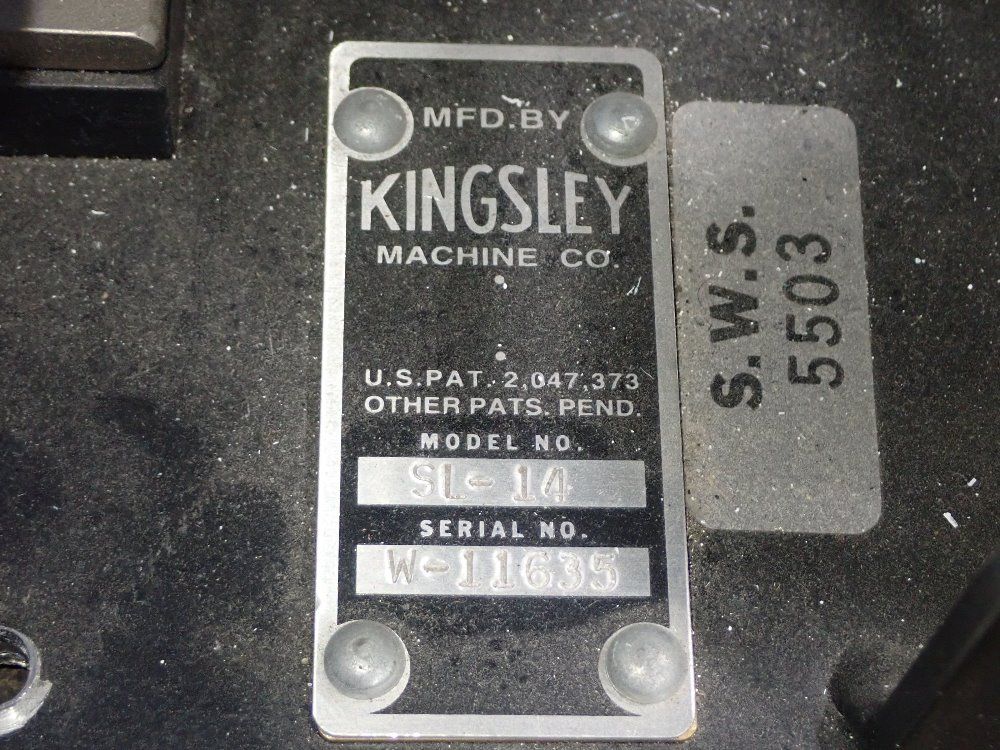 MFD.BY
KINGSLEY
MACHINE CO.
U.S.PAT. 2,047,373
OTHER PATS. PEND.
MODEL NO.
SL-14
SERIAL NO.
W-11635
S.W.S.
5503